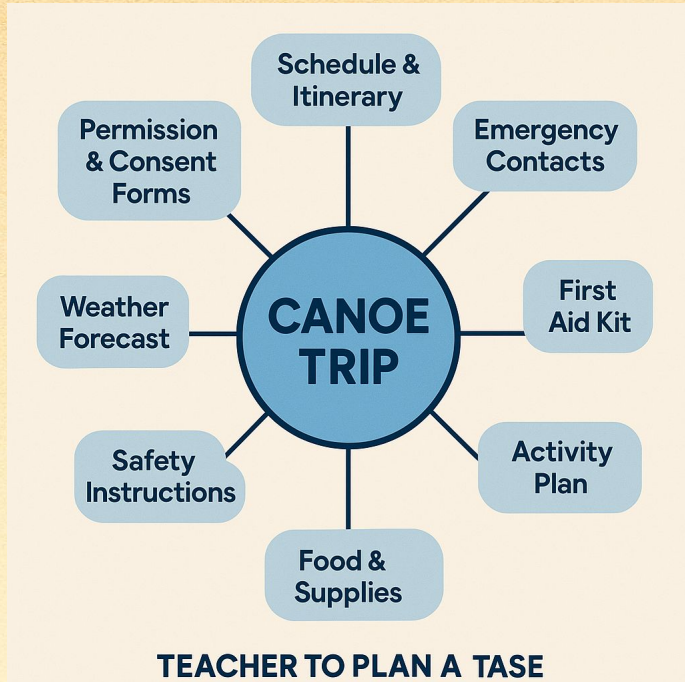 Schedule &
Itinerary
Permission
& Consent
Forms
Emergency
Contacts
Weather
Forecast
CANOE
TRIP
First
Aid Kit
Safety
Instructions
Activity
Plan
Food &
Supplies
TEACHER TO PLAN A TASE